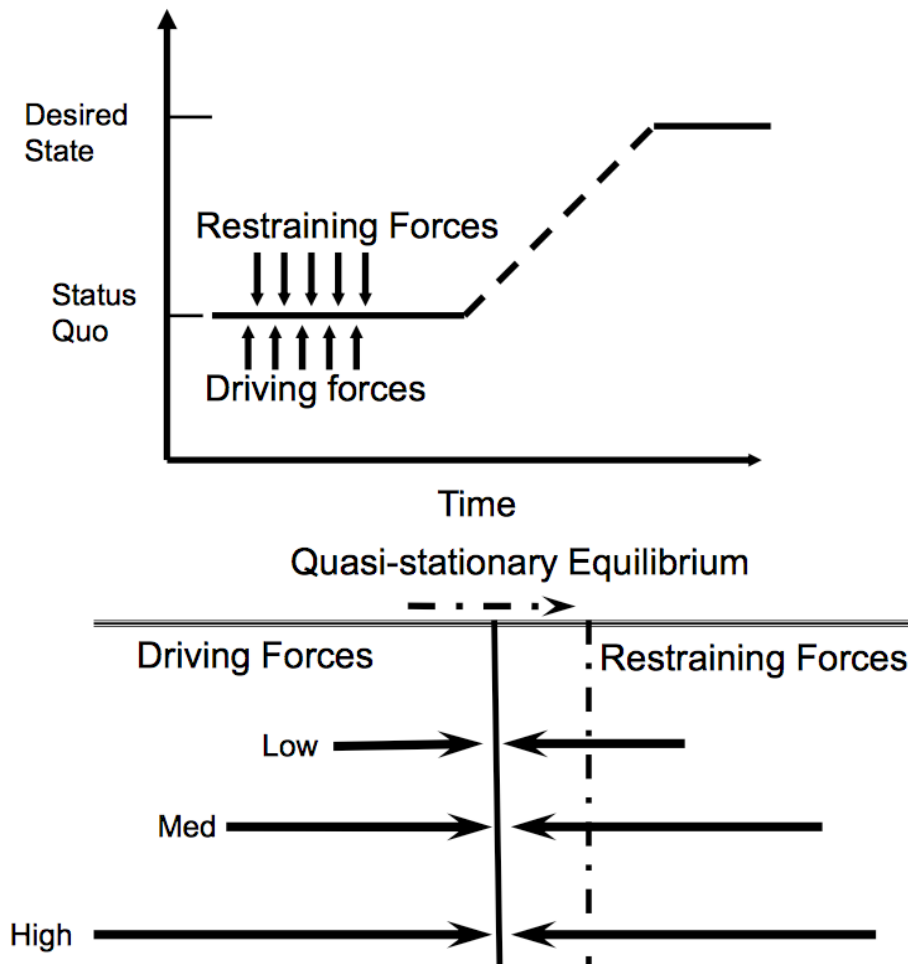 Desired
State
Restraining Forces
Status
Quo
Driving forces
Time
Quasi-stationary Equilibrium
Driving Forces
Restraining Forces
Low
Med
High